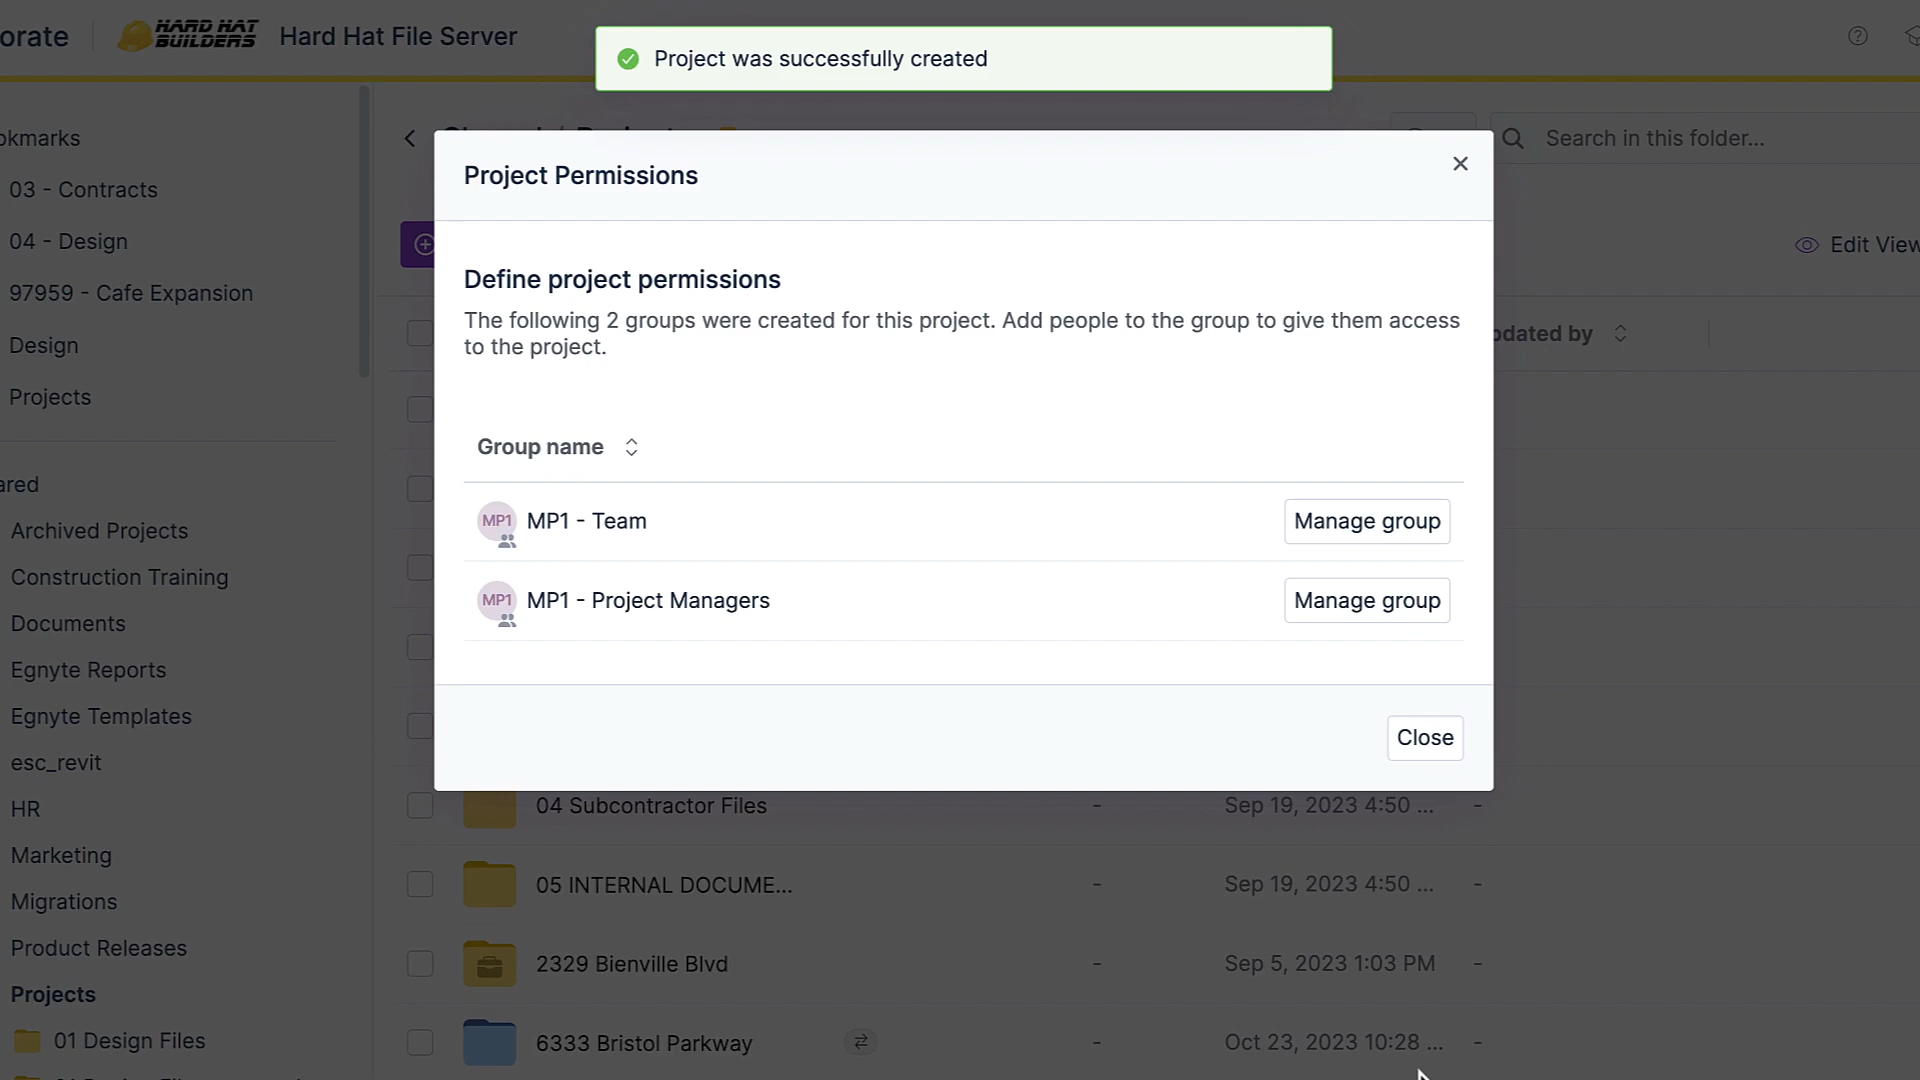 orate
HARD HAT
BUILDERS
Hard Hat File Server
Project was successfully created
okmarks
03 - Contracts
04 - Design
97959 - Cafe Expansion
Design
Projects
ared
Archived Projects
Construction Training
Documents
Egnyte Reports
Egnyte Templates
esc_revit
HR
Marketing
Migrations
Product Releases
Projects
01 Design Files
Search in this folder...
Edit View
pdated by
Project Permissions
Define project permissions
The following 2 groups were created for this project. Add people to the group to give them access
to the project.
Group name
MP1 MP1 - Team Manage group
MP1 MP1 - Project Managers Manage group
Close
04 Subcontractor Files - Sep 19, 2023 4:50 ... -
05 INTERNAL DOCUME... - Sep 19, 2023 4:50 ... -
2329 Bienville Blvd - Sep 5, 2023 1:03 PM -
6333 Bristol Parkway - Oct 23, 2023 10:28 ... -